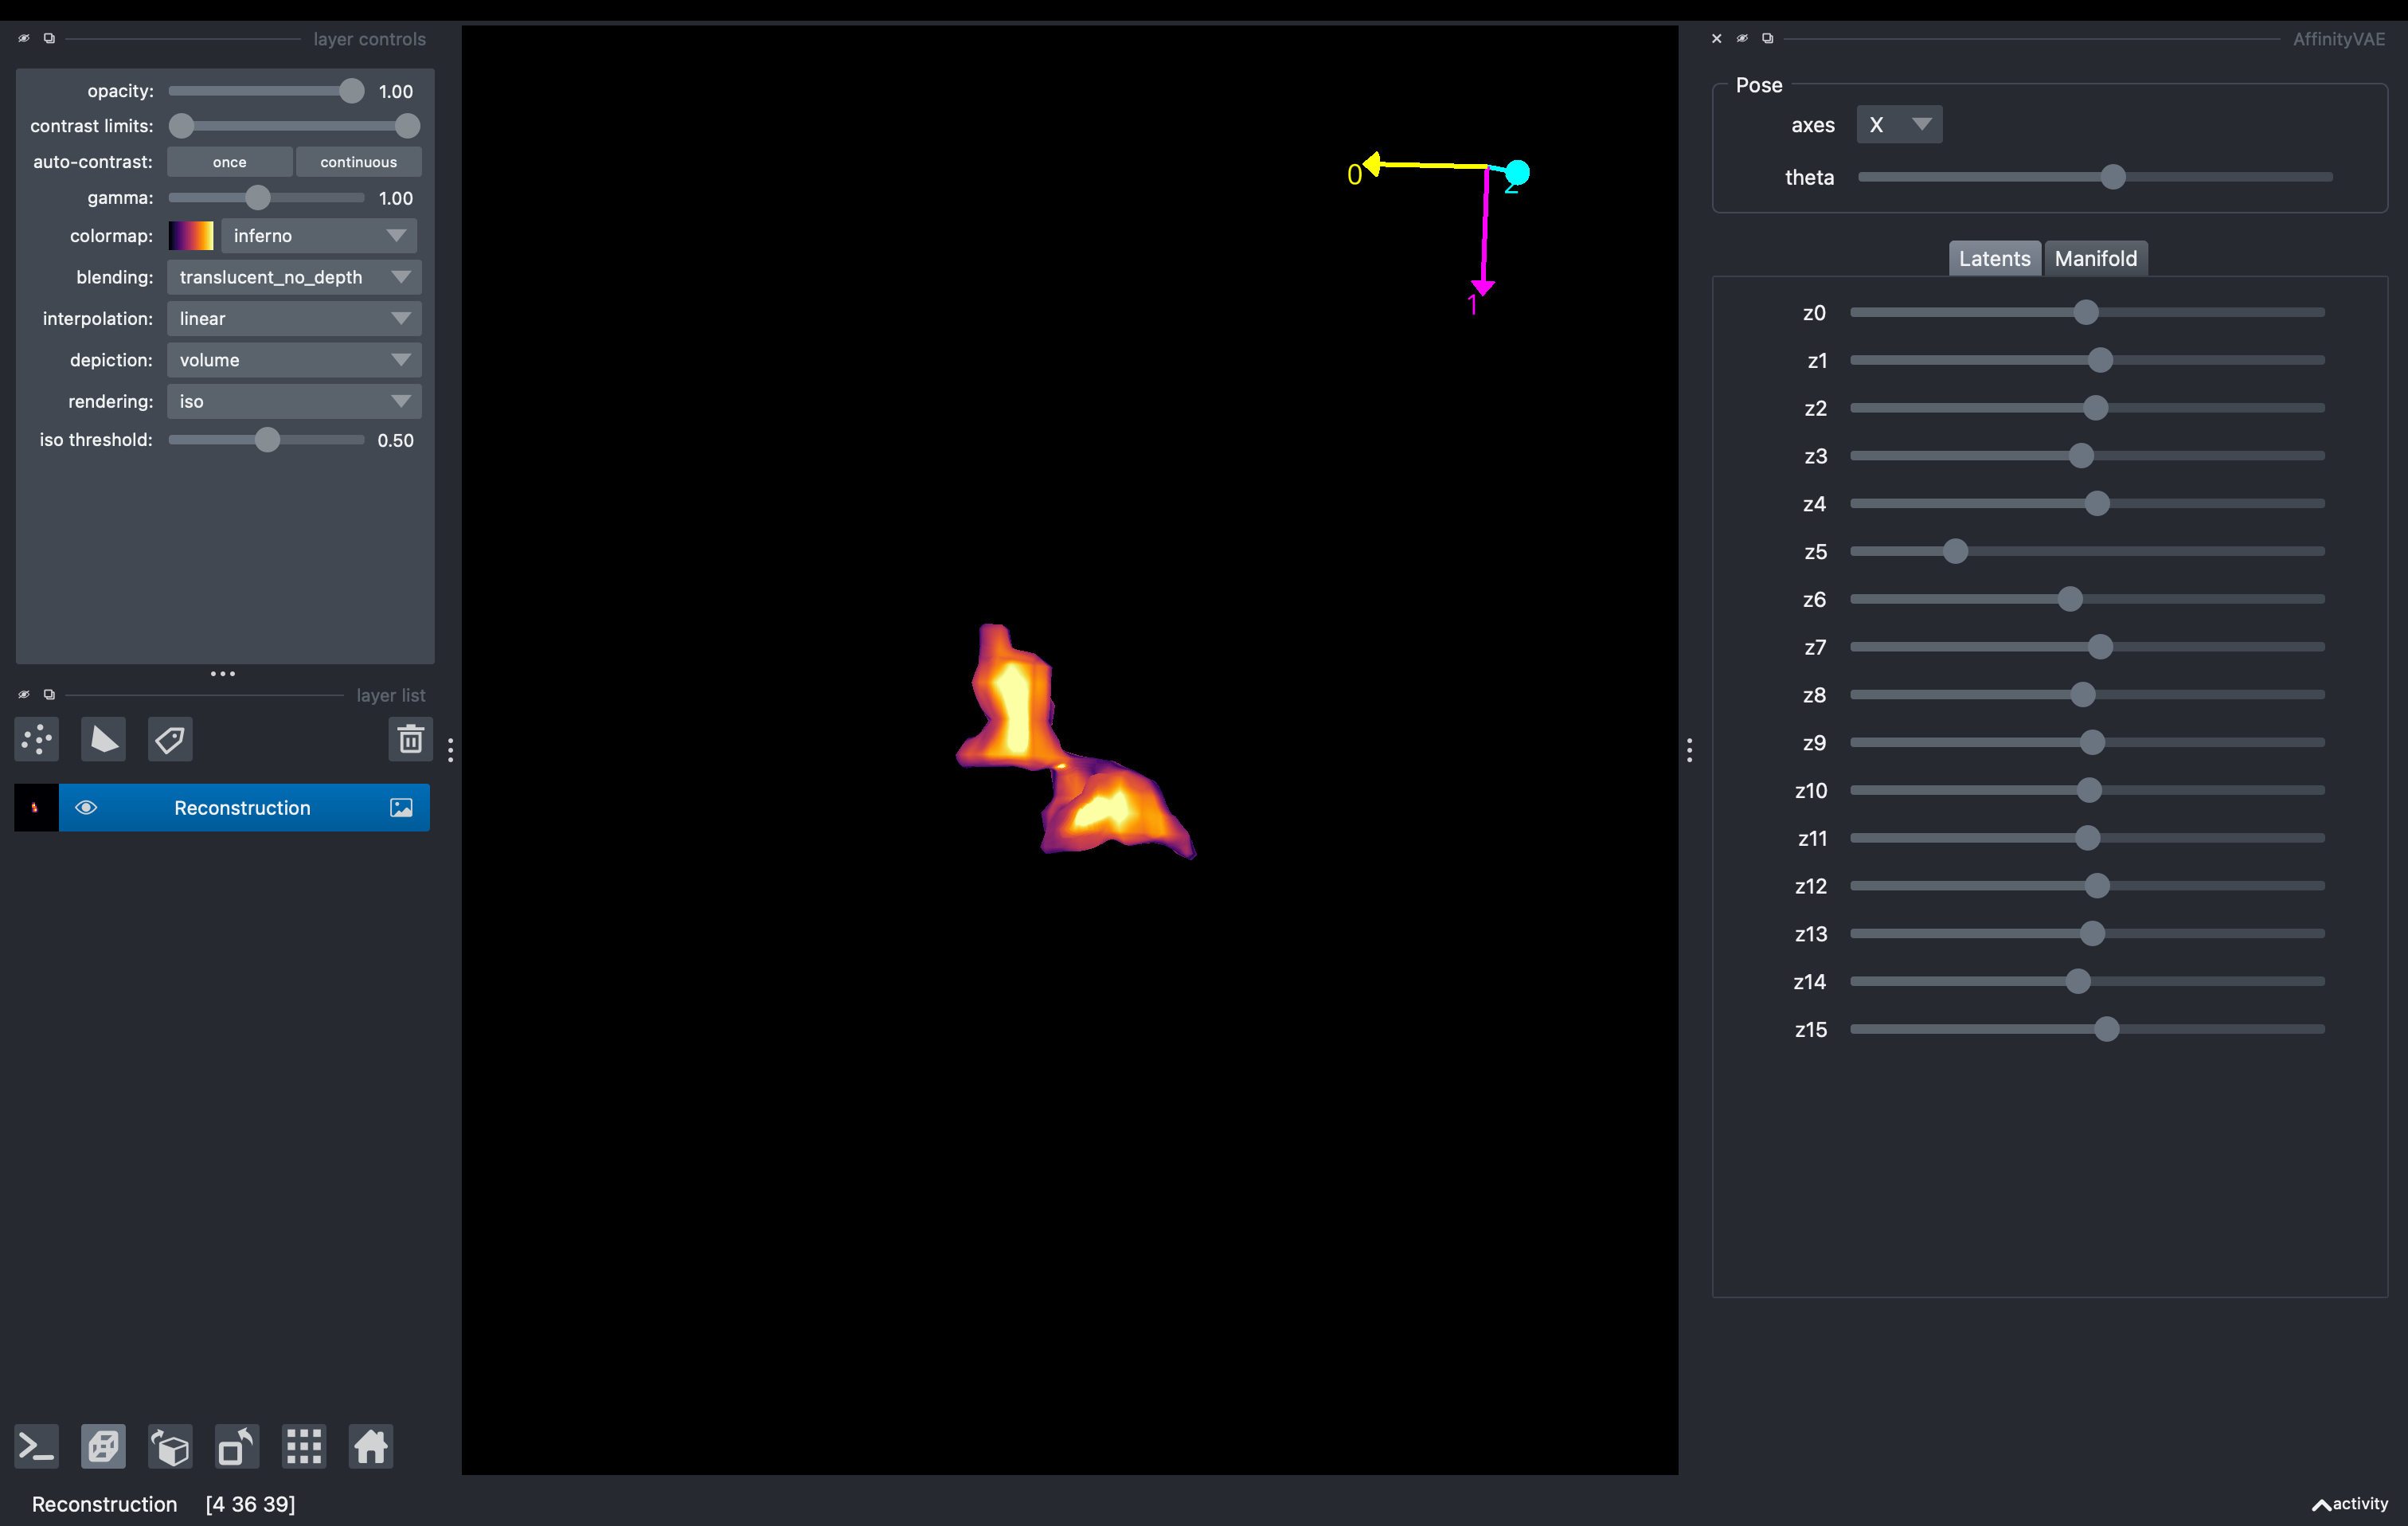 layer controls
opacity: 1.00
contrast limits:
auto-contrast: once continuous
gamma: 1.00
colormap: inferno
blending: translucent_no_depth
interpolation: linear
depiction: volume
rendering: iso
iso threshold: 0.50
layer list
Reconstruction
Reconstruction [4 36 39]
0
2
1
AffinityVAE
Pose
axes X
theta
Latents Manifold
z0
z1
z2
z3
z4
z5
z6
z7
z8
z9
z10
z11
z12
z13
z14
z15
activity